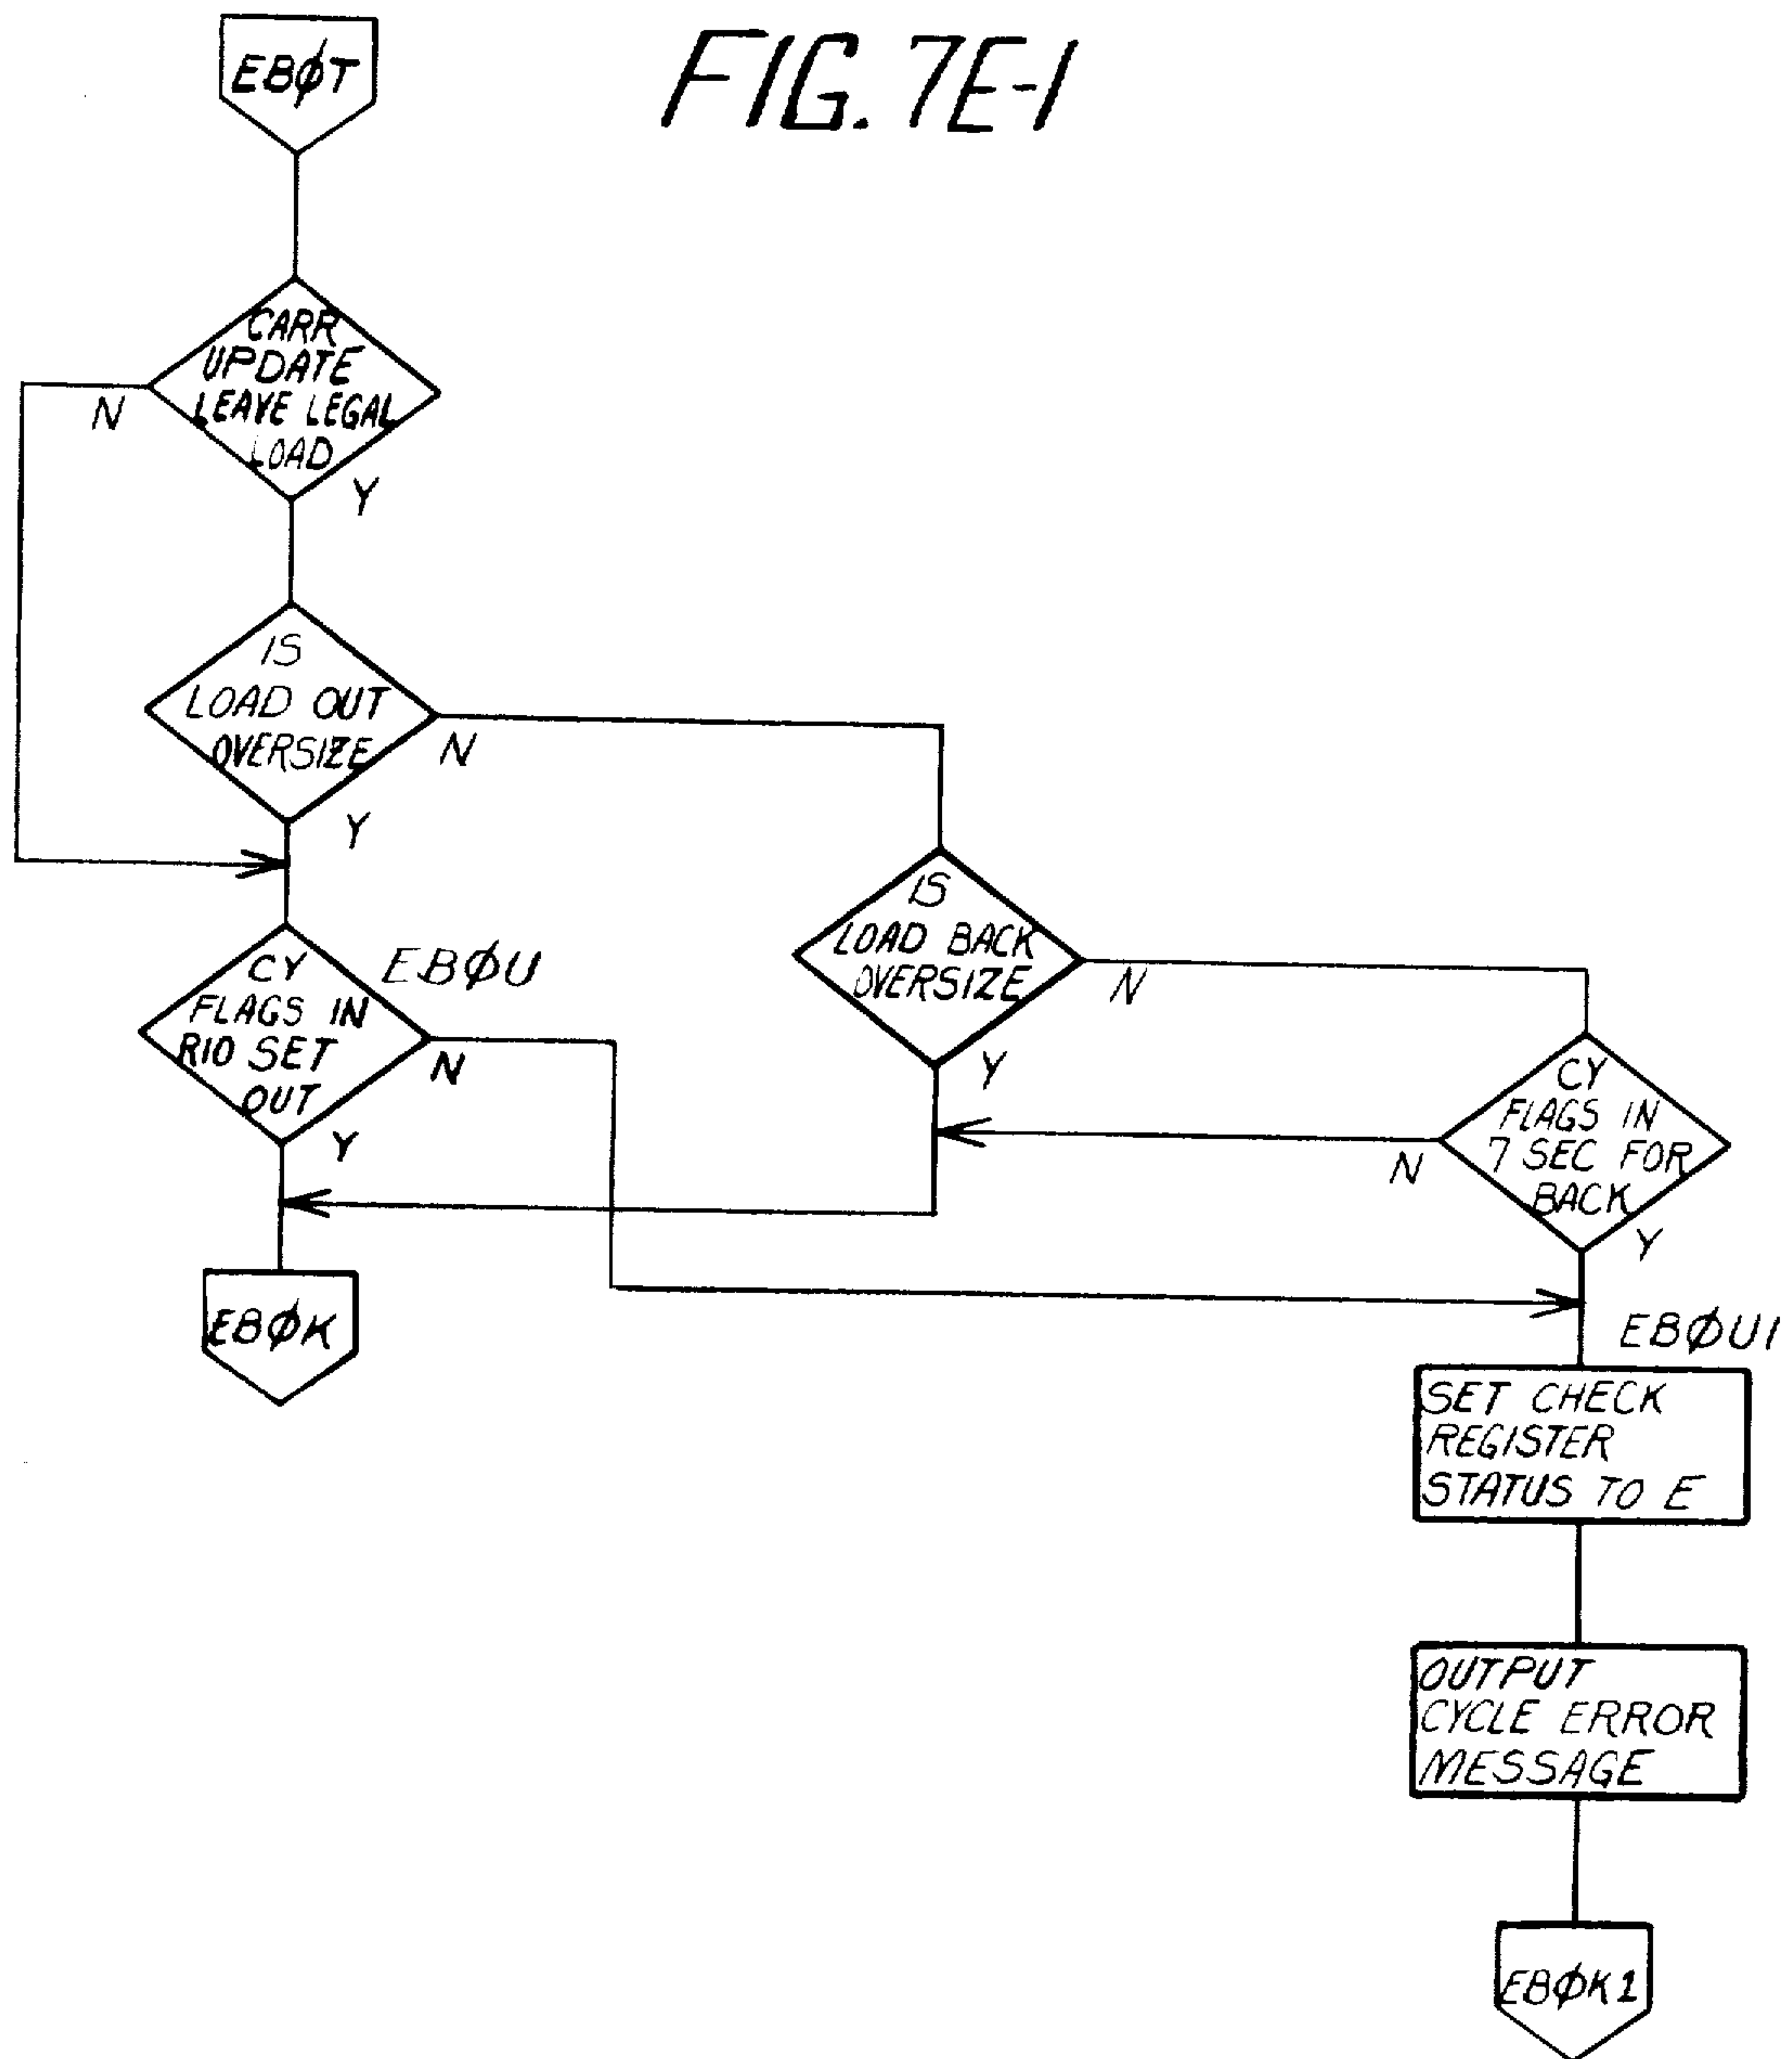 FIG. 7E-1
EBØT
CARR
UPDATE
LEAVE LEGAL
LOAD
N
Y
IS
LOAD OUT
OVERSIZE
N
Y
IS
LOAD BACK
OVERSIZE
N
Y
CY
FLAGS IN
R10 SET
OUT
EBØU
N
Y
CY
FLAGS IN
7 SEC FOR
BACK
N
Y
EBØK
EBØU1
SET CHECK
REGISTER
STATUS TO E
OUTPUT
CYCLE ERROR
MESSAGE
EBØK1